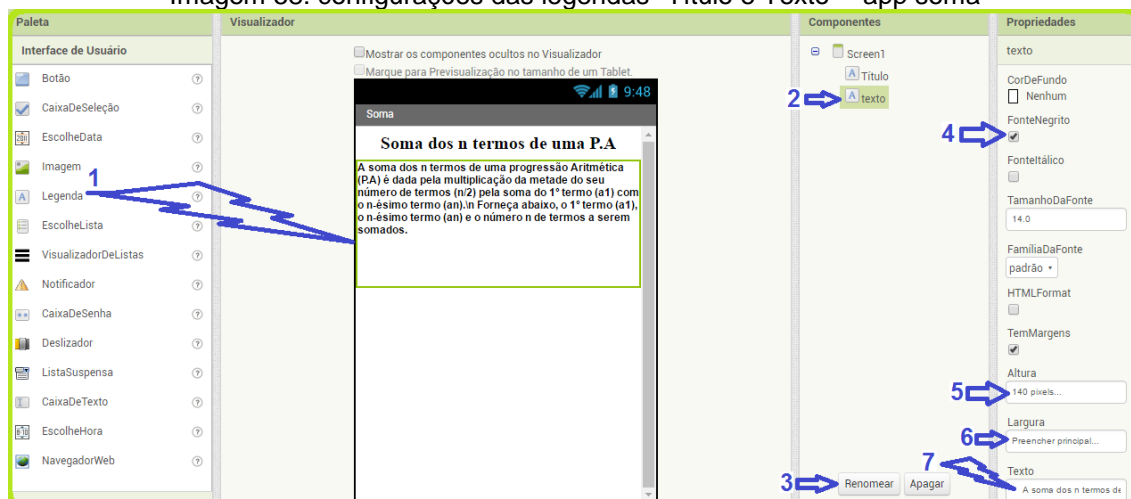 Imagem 38: configurações das legendas "Título e Texto" - app soma
Paleta
Interface de Usuário
Botão
CaixaDeSeleção
EscolheData
Imagem
1
Legenda
EscolheLista
VisualizadorDeListas
Notificador
CaixaDeSenha
Deslizador
ListaSuspensa
CaixaDeTexto
EscolheHora
NavegadorWeb
Visualizador
Mostrar os componentes ocultos no Visualizador
Marque para Previsualização no tamanho de um Tablet.
9:48
Soma
Soma dos n termos de uma P.A
A soma dos n termos de uma progressão Aritmética
(P.A) é dada pela multiplicação da metade do seu
número de termos (n/2) pela soma do 1º termo (a1) com
o n-ésimo termo (an).\n Forneça abaixo, o 1º termo (a1),
o n-ésimo termo (an) e o número n de termos a serem
somados.
Componentes
Screen1
Título
2
texto
3
Renomear Apagar
Propriedades
texto
CorDeFundo
Nenhum
FonteNegrito
4
FonteItálico
TamanhoDaFonte
14.0
FamíliaDaFonte
padrão
HTMLFormat
TemMargens
Altura
5
140 pixels...
Largura
6
Preencher principal...
7
Texto
A soma dos n termos de